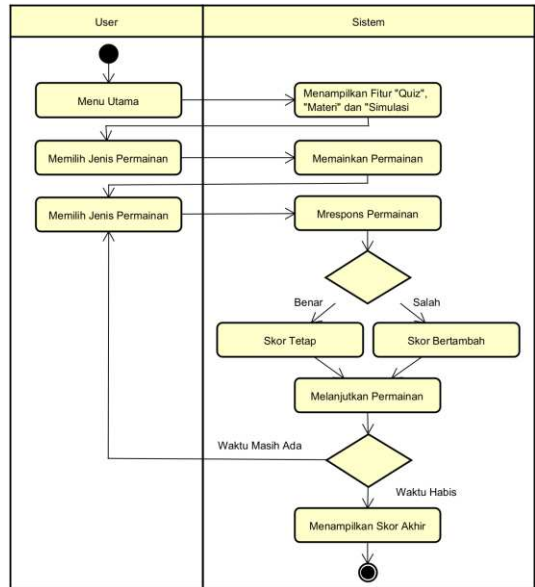 User
Sistem
Menu Utama
Menampilkan Fitur "Quiz",
"Materi" dan "Simulasi
Memilih Jenis Permainan
Memainkan Permainan
Memilih Jenis Permainan
Mrespons Permainan
Benar
Salah
Skor Tetap
Skor Bertambah
Melanjutkan Permainan
Waktu Masih Ada
Waktu Habis
Menampilkan Skor Akhir